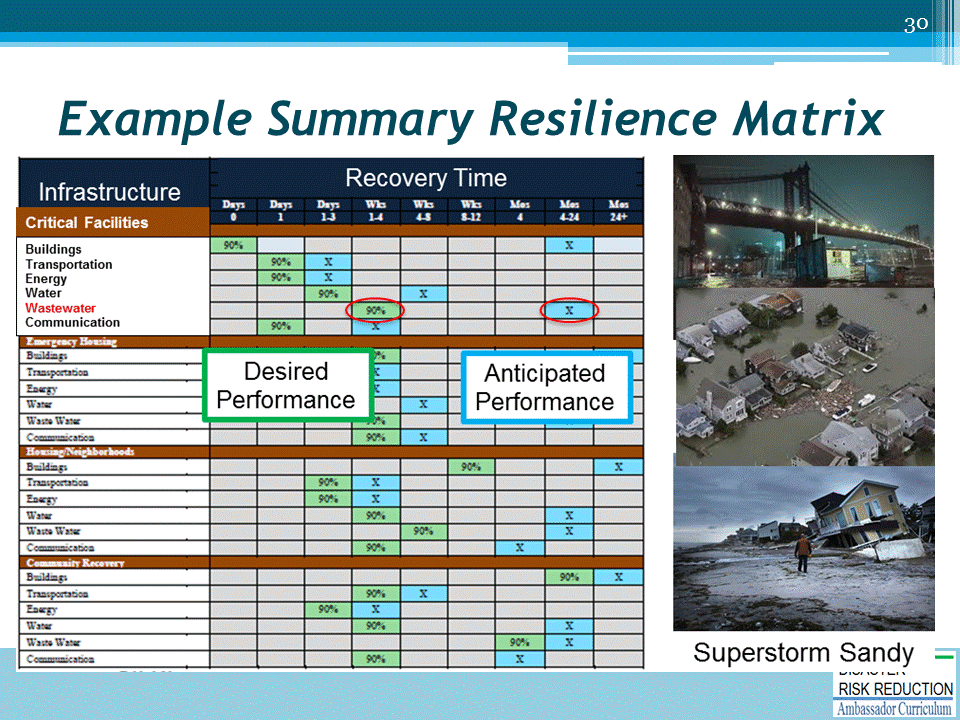 30
Example Summary Resilience Matrix
Infrastructure
Recovery Time
Days 0
Days 1
Days 1-3
Wks 1-4
Wks 4-8
Wks 8-12
Mos 4
Mos 4-24
Mos 24+
Critical Facilities
Buildings 90% X
Transportation 90% X
Energy 90% X
Water 90% X
Wastewater 90% X
Communication 90% X
Emergency Housing
Buildings
Transportation
Energy
Water X
Waste Water
Communication 90% X
Desired
Performance
Anticipated
Performance
Housing/Neighborhoods
Buildings 90% X
Transportation 90% X
Energy 90% X
Water 90% X
Waste Water 90% X
Communication 90% X
Community Recovery
Buildings 90% X
Transportation 90% X
Energy 90% X
Water 90% X
Waste Water 90% X
Communication 90% X
Superstorm Sandy
DISASTER
RISK REDUCTION
Ambassador Curriculum